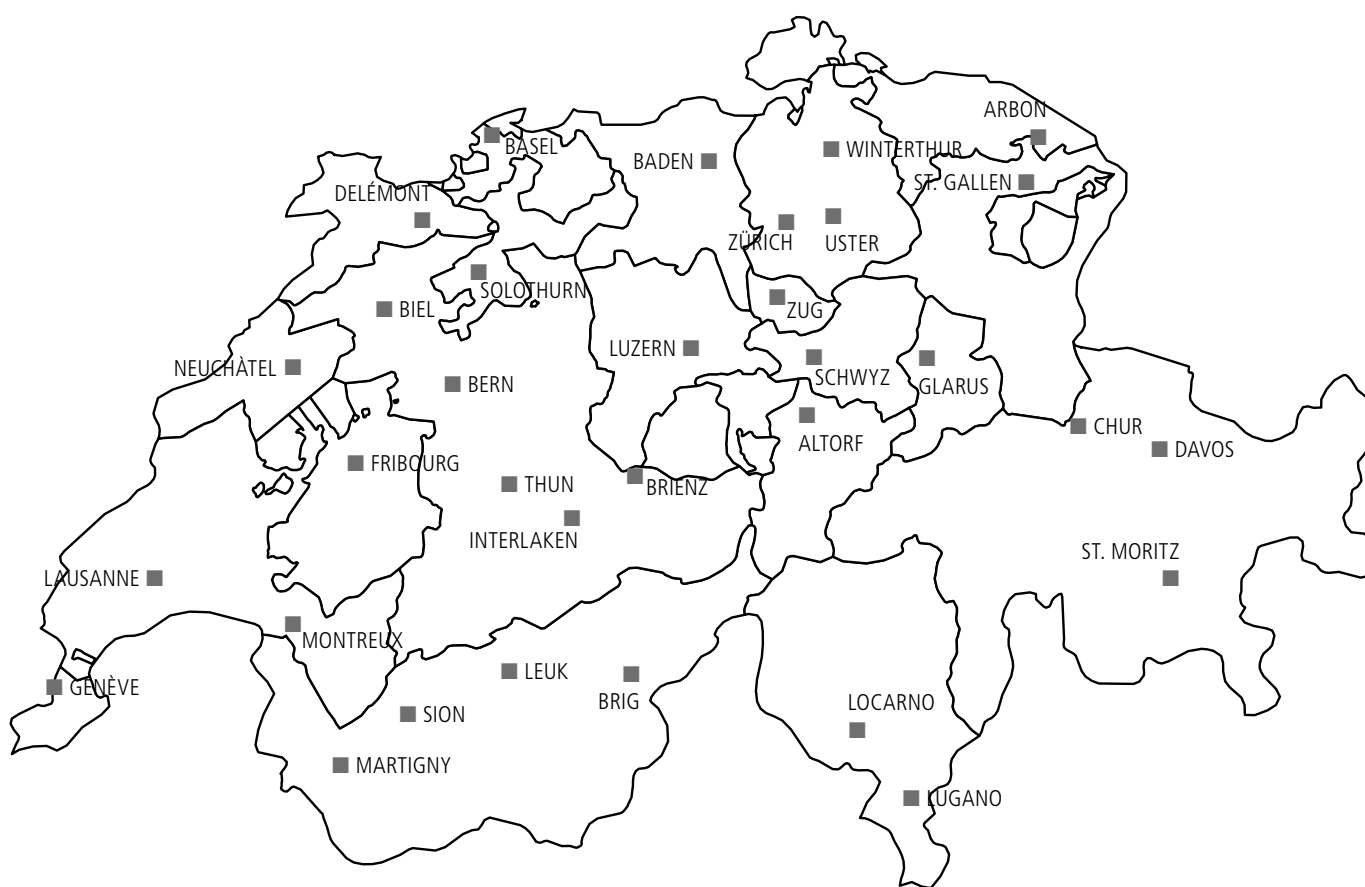 ARBON
BASEL
WINTERTHUR
BADEN
ST. GALLEN
DELÉMONT
ZÜRICH
USTER
SOLOTHURN
BIEL
ZUG
LUZERN
NEUCHÀTEL
SCHWYZ
BERN
GLARUS
CHUR
ALTORF
DAVOS
FRIBOURG
THUN
BRIENZ
INTERLAKEN
ST. MORITZ
LAUSANNE
MONTREUX
LEUK
GENÈVE
BRIG
LOCARNO
SION
MARTIGNY
LUGANO